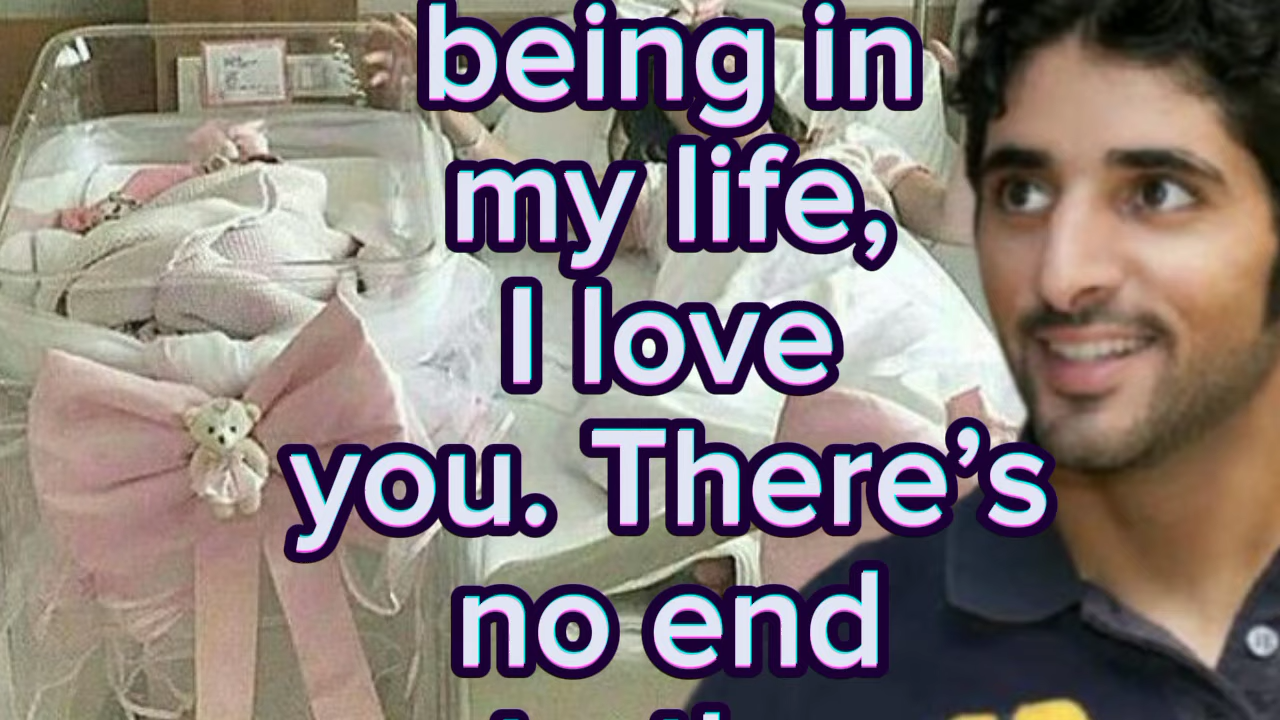 being in
my life,
I love
you. There’s
no end